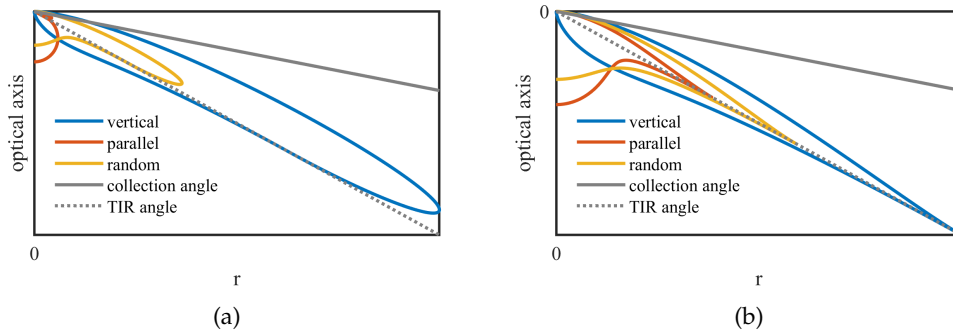 optical axis
vertical
parallel
random
collection angle
TIR angle
0
r
(a)
0
optical axis
vertical
parallel
random
collection angle
TIR angle
0
r
(b)